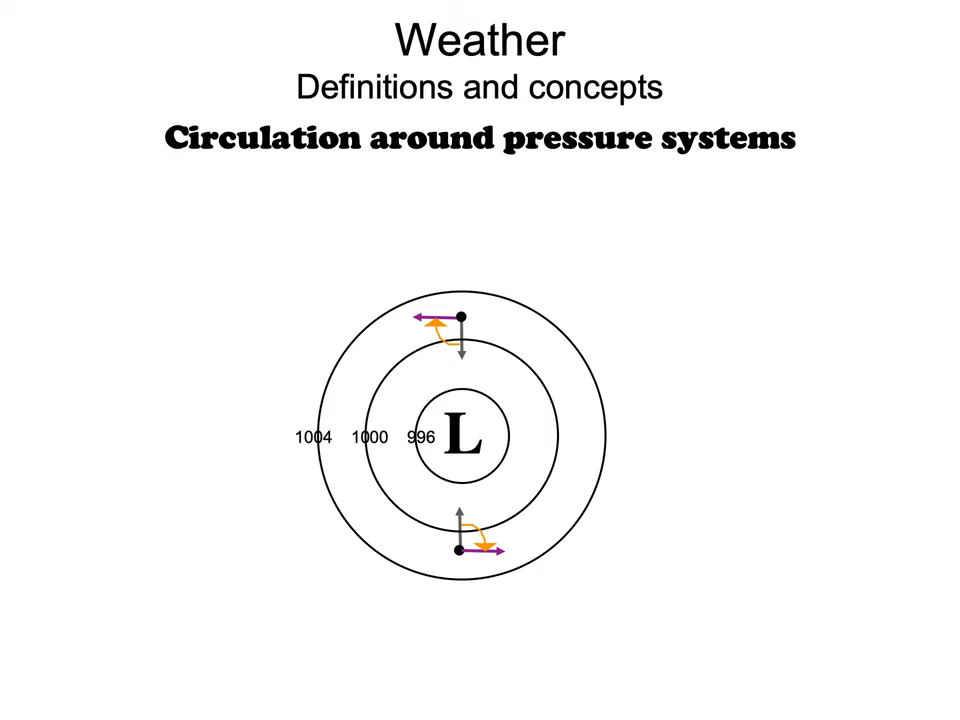 Weather
Definitions and concepts
Circulation around pressure systems
1004 1000 996 L